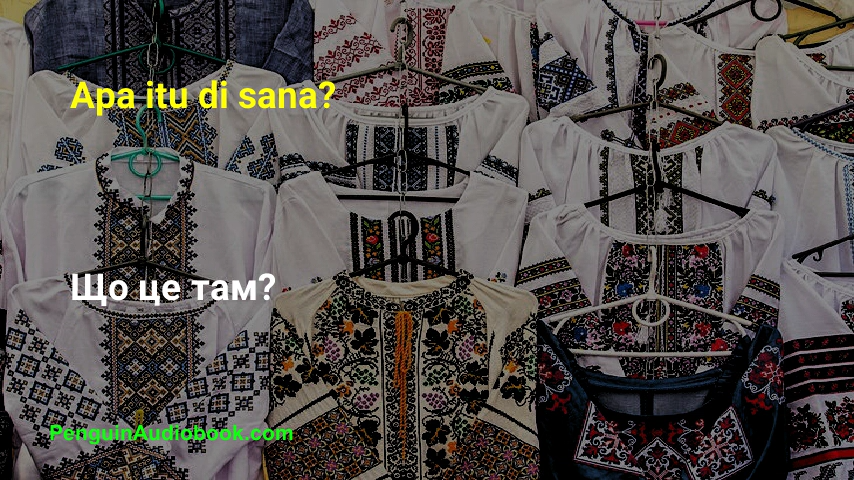 Apa itu di sana?
Що це там?
PenguinAudiobook.com